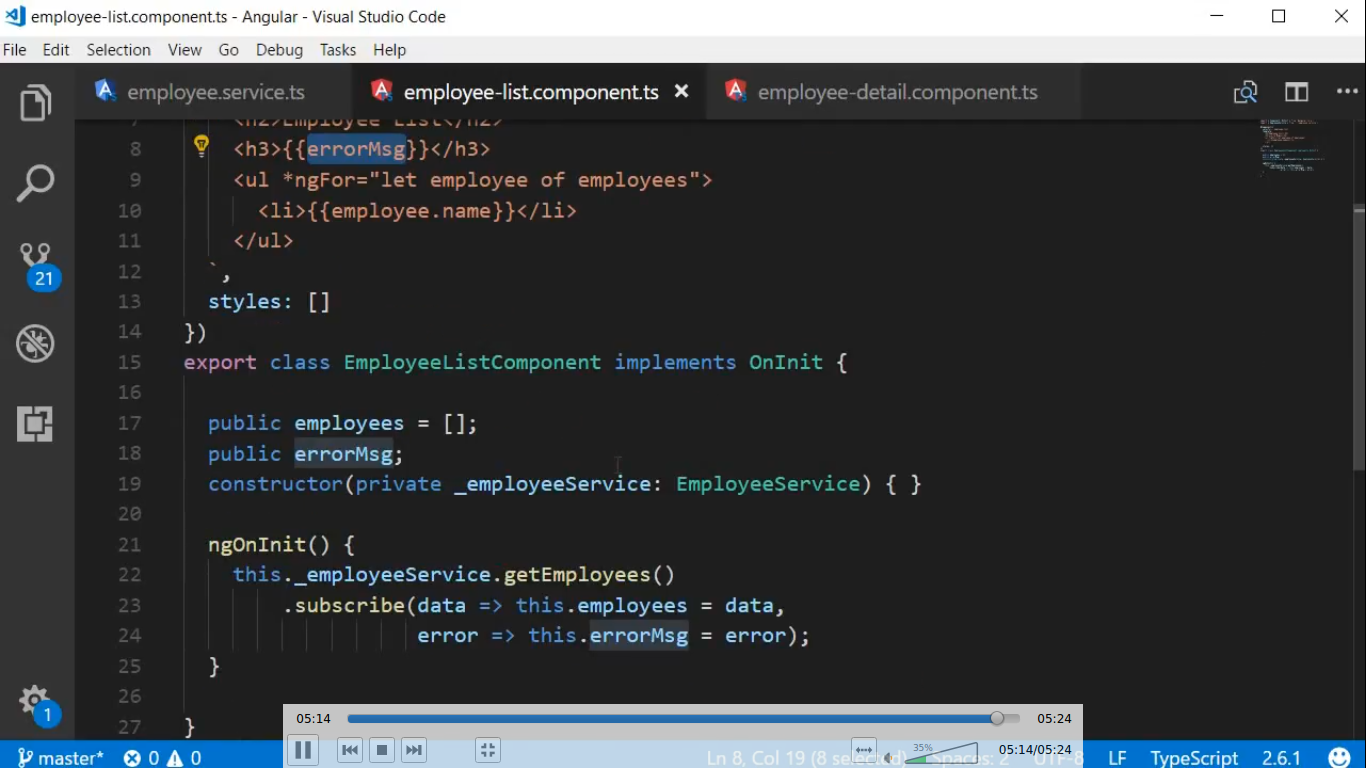 employee-list.component.ts - Angular - Visual Studio Code
File Edit Selection View Go Debug Tasks Help
employee.service.ts employee-list.component.ts employee-detail.component.ts
7 <h2>Employee List</h2>
8 <h3>{{errorMsg}}</h3>
9 <ul *ngFor="let employee of employees">
10 <li>{{employee.name}}</li>
11 </ul>
12 `,
13 styles: []
14 })
15 export class EmployeeListComponent implements OnInit {
16
17 public employees = [];
18 public errorMsg;
19 constructor(private _employeeService: EmployeeService) { }
20
21 ngOnInit() {
22 this._employeeService.getEmployees()
23 .subscribe(data => this.employees = data,
24 error => this.errorMsg = error);
25 }
26
27 }
21
1
05:14 05:24
35% 05:14/05:24
master* 0 0 Ln 8, Col 19 (8 selected) Spaces: 2 UTF-8 LF TypeScript 2.6.1